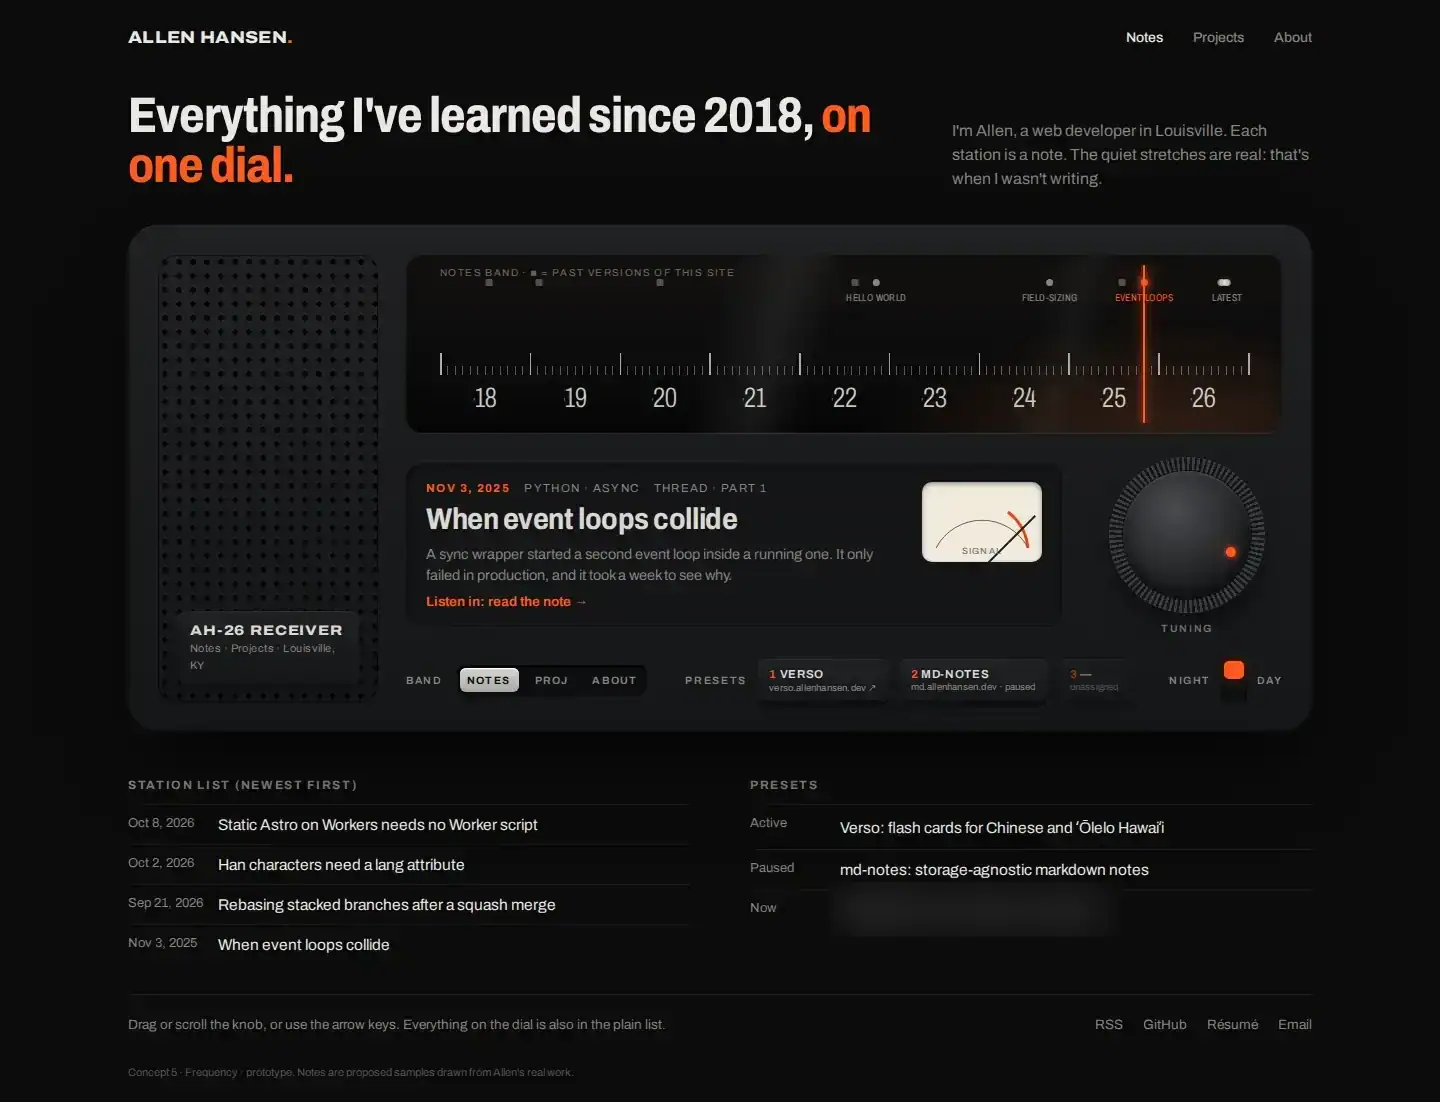 ALLEN HANSEN.
Notes Projects About
Everything I've learned since 2018, on
one dial.
I'm Allen, a web developer in Louisville. Each
station is a note. The quiet stretches are real: that's
when I wasn't writing.
NOTES BAND · ■ = PAST VERSIONS OF THIS SITE
HELLO WORLD FIELD-SIZING EVENT LOOPS LATEST
'18 '19 '20 '21 '22 '23 '24 '25 '26
NOV 3, 2025 PYTHON · ASYNC THREAD · PART 1
When event loops collide
A sync wrapper started a second event loop inside a running one. It only
failed in production, and it took a week to see why.
Listen in: read the note →
SIGNAL
TUNING
AH-26 RECEIVER
Notes · Projects · Louisville,
KY
BAND NOTES PROJ ABOUT
PRESETS
1 VERSO
verso.allenhansen.dev ↗
2 MD-NOTES
md.allenhansen.dev · paused
3 —
unassigned
NIGHT DAY
STATION LIST (NEWEST FIRST)
Oct 8, 2026 Static Astro on Workers needs no Worker script
Oct 2, 2026 Han characters need a lang attribute
Sep 21, 2026 Rebasing stacked branches after a squash merge
Nov 3, 2025 When event loops collide
PRESETS
Active Verso: flash cards for Chinese and ʻŌlelo Hawaiʻi
Paused md-notes: storage-agnostic markdown notes
Now
Drag or scroll the knob, or use the arrow keys. Everything on the dial is also in the plain list.
RSS GitHub Résumé Email
Concept 5 · Frequency · prototype. Notes are proposed samples drawn from Allen's real work.